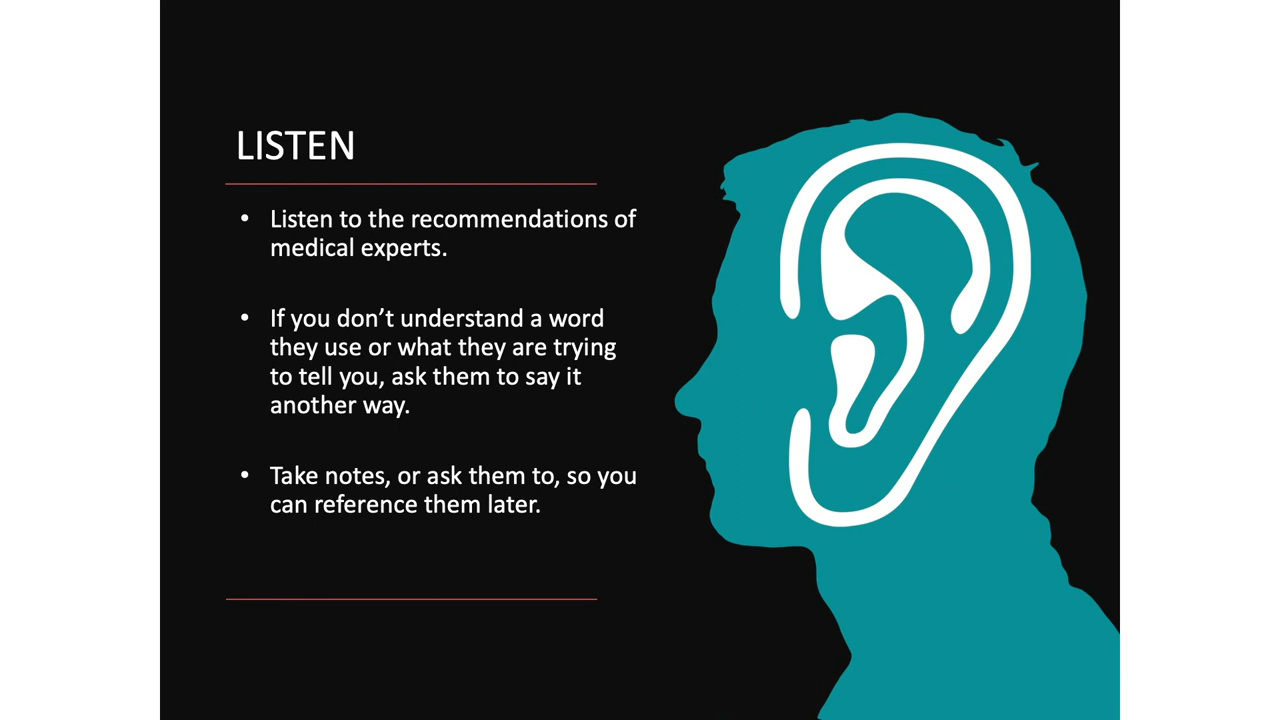 LISTEN
• Listen to the recommendations of
medical experts.
• If you don’t understand a word
they use or what they are trying
to tell you, ask them to say it
another way.
• Take notes, or ask them to, so you
can reference them later.